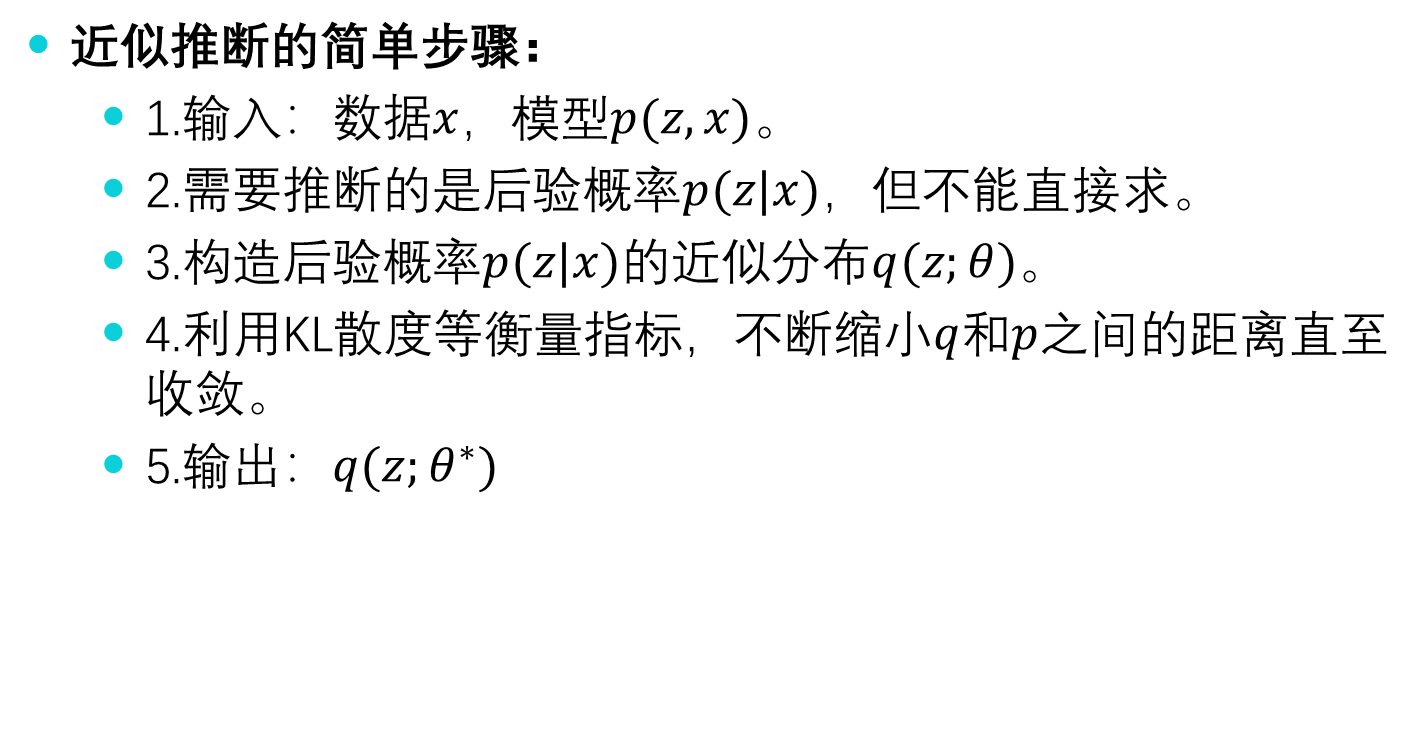 • 近似推断的简单步骤:
• 1.输入：数据x，模型p(z,x)。
• 2.需要推断的是后验概率p(z|x)，但不能直接求。
• 3.构造后验概率p(z|x)的近似分布q(z;θ)。
• 4.利用KL散度等衡量指标，不断缩小q和p之间的距离直至
收敛。
• 5.输出：q(z;θ*)